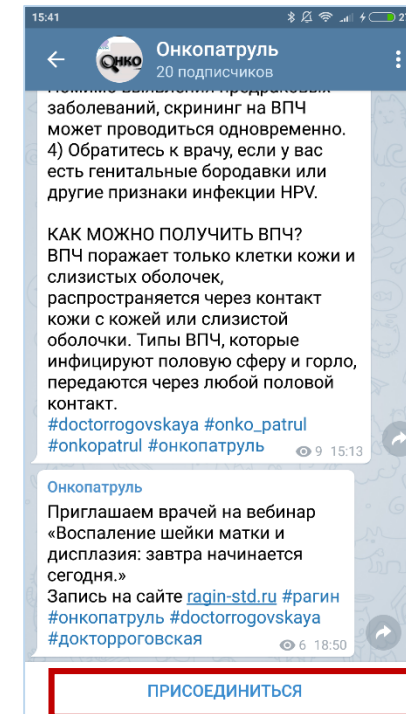 15:41
27
ОНКО
Онкопатруль
20 подписчиков
заболеваний, скрининг на ВПЧ
может проводиться одновременно.
4) Обратитесь к врачу, если у вас
есть генитальные бородавки или
другие признаки инфекции HPV.
КАК МОЖНО ПОЛУЧИТЬ ВПЧ?
ВПЧ поражает только клетки кожи и
слизистых оболочек,
распространяется через контакт
кожи с кожей или слизистой
оболочки. Типы ВПЧ, которые
инфицируют половую сферу и горло,
передаются через любой половой
контакт.
#doctorrogovskaya #onko_patrul
#onkopatrul #онкопатруль 9 15:13
Онкопатруль
Приглашаем врачей на вебинар
«Воспаление шейки матки и
дисплазия: завтра начинается
сегодня.»
Запись на сайте ragin-std.ru #рагин
#онкопатруль #doctorrogovskaya
#докторроговская 6 18:50
ПРИСОЕДИНИТЬСЯ